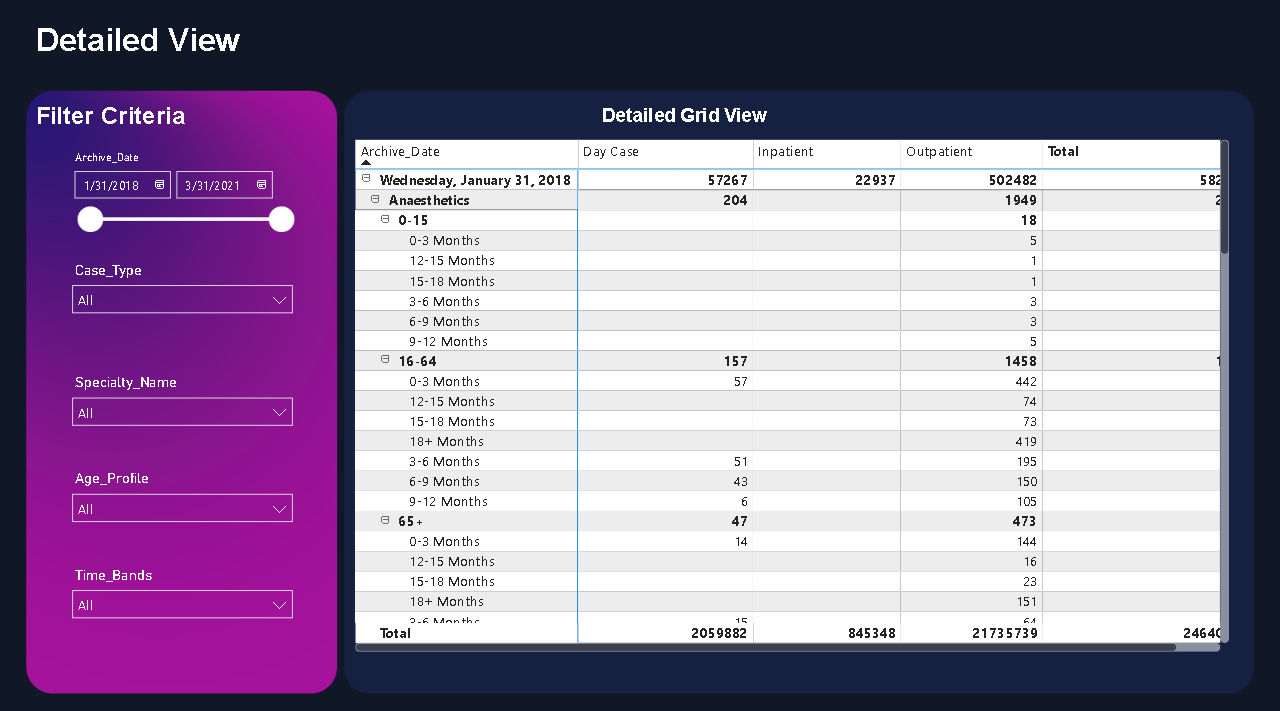 Detailed View
Filter Criteria
Archive_Date
1/31/2018 3/31/2021
Case_Type
All
Specialty_Name
All
Age_Profile
All
Time_Bands
All
Detailed Grid View
Archive_Date Day Case Inpatient Outpatient Total
Wednesday, January 31, 2018 57267 22937 502482 582
Anaesthetics 204 1949 2
0-15 18
0-3 Months 5
12-15 Months 1
15-18 Months 1
3-6 Months 3
6-9 Months 3
9-12 Months 5
16-64 157 1458 1
0-3 Months 57 442
12-15 Months 74
15-18 Months 73
18+ Months 419
3-6 Months 51 195
6-9 Months 43 150
9-12 Months 6 105
65+ 47 473
0-3 Months 14 144
12-15 Months 16
15-18 Months 23
18+ Months 151
3-6 Months 15 64
Total 2059882 845348 21735739 24640